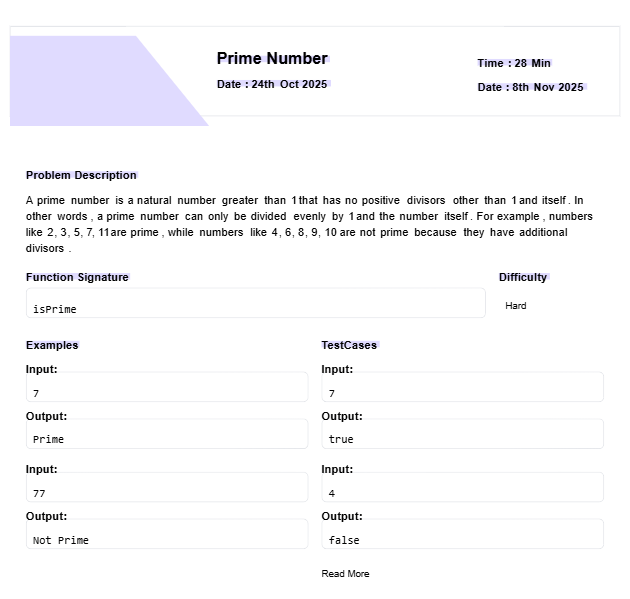 Prime Number
Date : 24th Oct 2025
Time : 28 Min
Date : 8th Nov 2025
Problem Description
A prime number is a natural number greater than 1 that has no positive divisors other than 1 and itself . In
other words , a prime number can only be divided evenly by 1 and the number itself . For example , numbers
like 2, 3, 5, 7, 11 are prime , while numbers like 4, 6, 8, 9, 10 are not prime because they have additional
divisors .
Function Signature
Difficulty
isPrime
Hard
Examples
Input:
7
Output:
Prime
Input:
77
Output:
Not Prime
TestCases
Input:
7
Output:
true
Input:
4
Output:
false
Read More